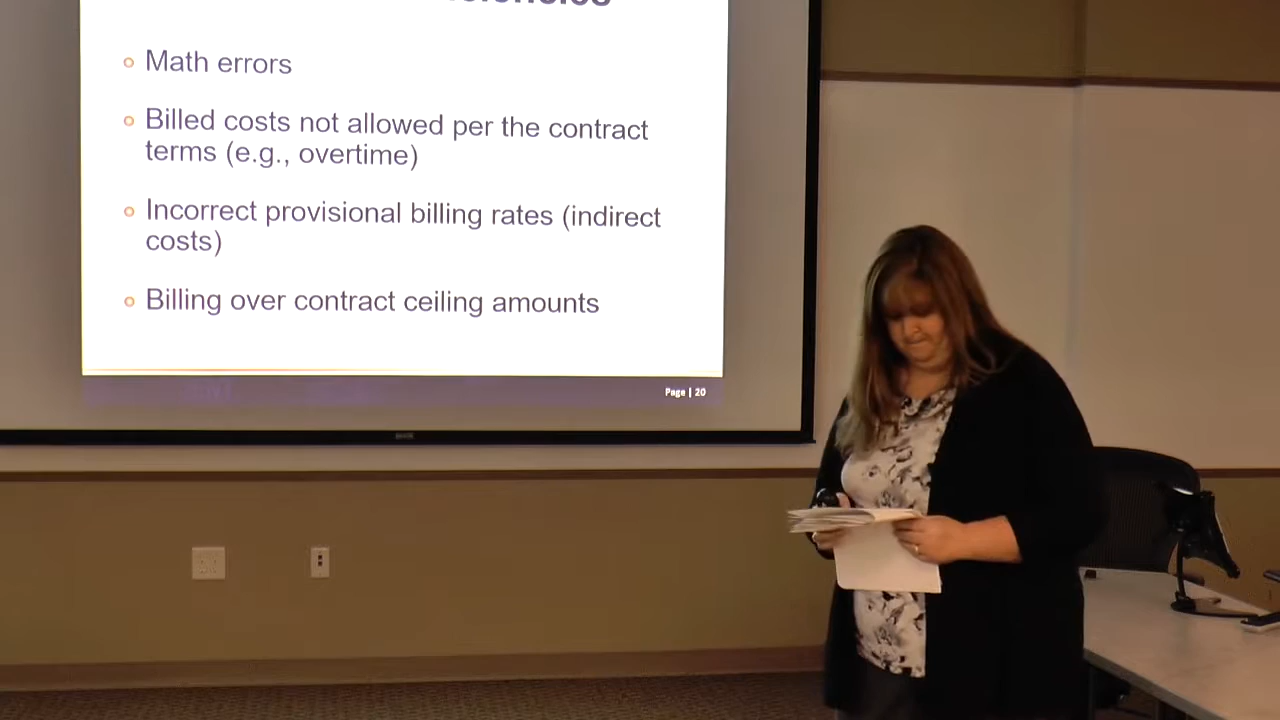 Math errors
Billed costs not allowed per the contract
terms (e.g., overtime)
Incorrect provisional billing rates (indirect
costs)
Billing over contract ceiling amounts
Page | 20